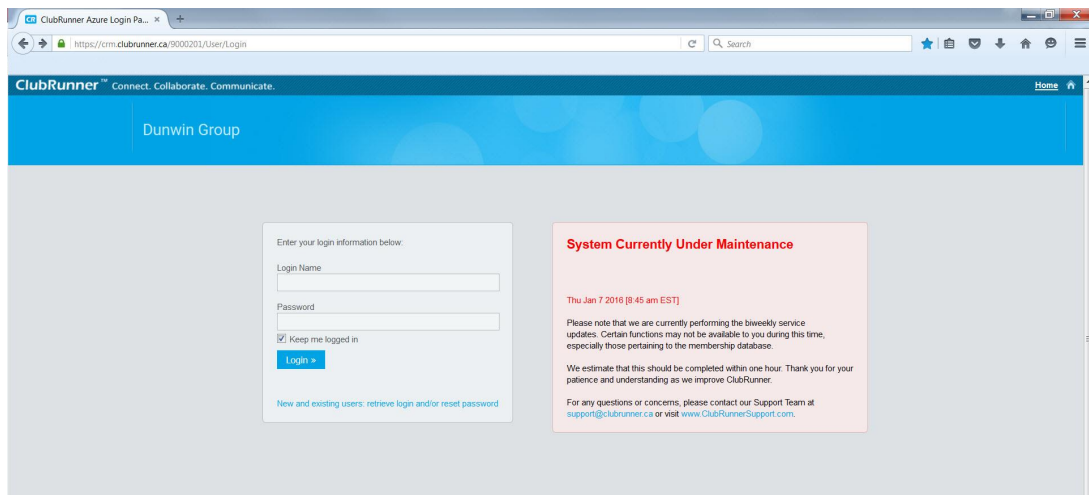 ClubRunner Azure Login Pa...
https://crm.clubrunner.ca/9000201/User/Login
Search
ClubRunner™ Connect. Collaborate. Communicate.
Home
Dunwin Group
Enter your login information below:
Login Name
Password
Keep me logged in
Login »
New and existing users: retrieve login and/or reset password
System Currently Under Maintenance
Thu Jan 7 2016 [8:45 am EST]
Please note that we are currently performing the biweekly service
updates. Certain functions may not be available to you during this time,
especially those pertaining to the membership database.
We estimate that this should be completed within one hour. Thank you for your
patience and understanding as we improve ClubRunner.
For any questions or concerns, please contact our Support Team at
support@clubrunner.ca or visit www.ClubRunnerSupport.com.